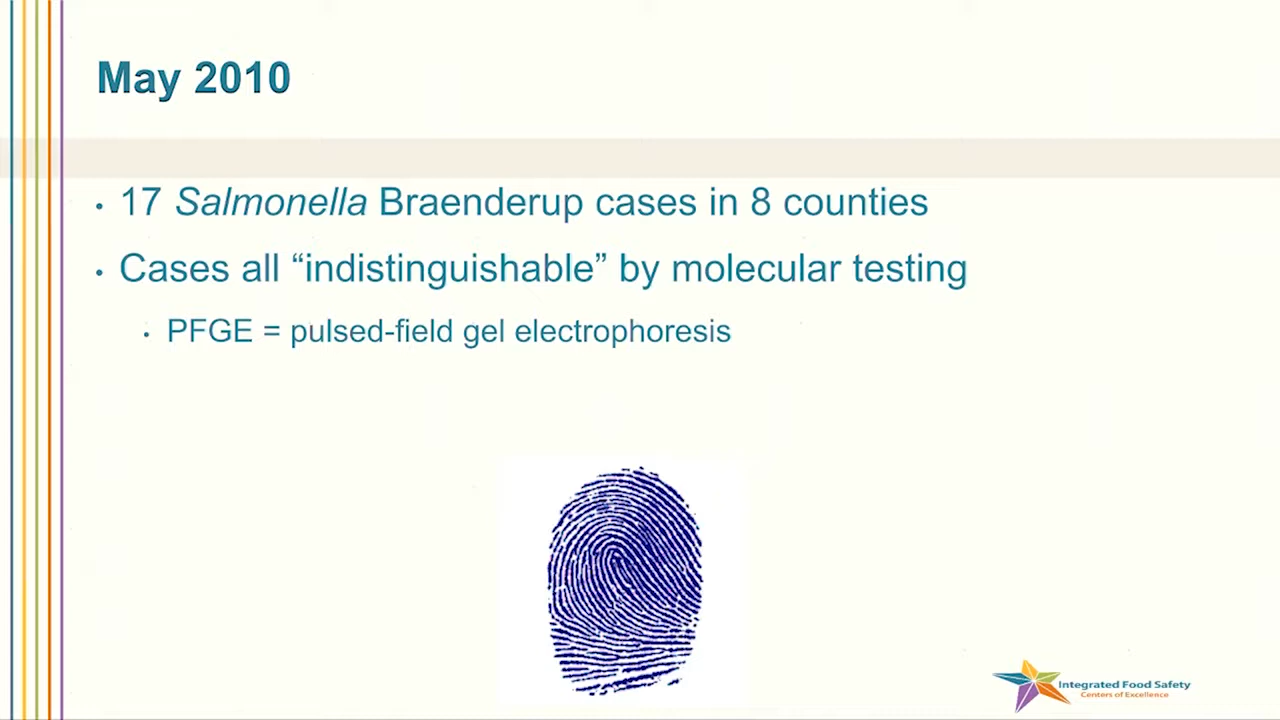 May 2010
• 17 Salmonella Braenderup cases in 8 counties
• Cases all “indistinguishable” by molecular testing
• PFGE = pulsed-field gel electrophoresis
Integrated Food Safety
Centers of Excellence